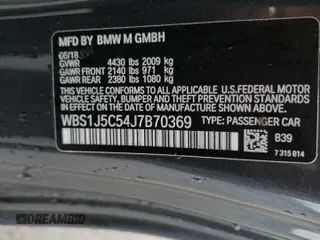 MFD BY BMW M GMBH
06/18
GVWR 4430 lbs 2009 kg
GAWR FRONT 2140 lbs 971 kg
GAWR REAR 2380 lbs 1080 kg
THIS VEHICLE CONFORMS TO ALL APPLICABLE
U.S.FEDERAL MOTOR VEHICLE SAFETY, BUMPER,
AND THEFT PREVENTION STANDARDS IN EFFECT
ON THE DATE OF MANUFACTURE SHOWN ABOVE.
WBS1J5C54J7B70369 TYPE: PASSENGER CAR
B39
7 315 814
DREAMBID